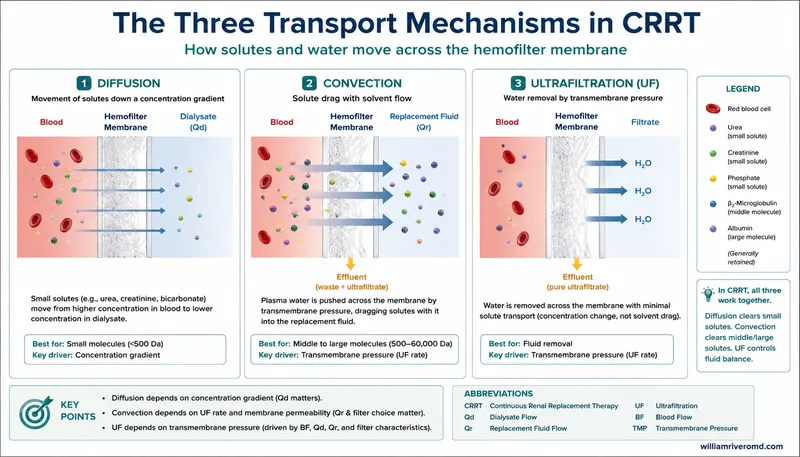 The Three Transport Mechanisms in CRRT
How solutes and water move across the hemofilter membrane
1 DIFFUSION
Movement of solutes down a concentration gradient
Blood
Hemofilter
Membrane
Dialysate
(Qd)
Small solutes (e.g., urea, creatinine, bicarbonate)
move from higher concentration in blood to lower
concentration in dialysate.
Best for: Small molecules (<500 Da)
Key driver: Concentration gradient
2 CONVECTION
Solute drag with solvent flow
Blood
Hemofilter
Membrane
Replacement Fluid
(Qr)
Effluent
(waste + ultrafiltrate)
Plasma water is pushed across the membrane by
transmembrane pressure, dragging solutes with it
into the replacement fluid.
Best for: Middle to large molecules (500–60,000 Da)
Key driver: Transmembrane pressure (UF rate)
3 ULTRAFILTRATION (UF)
Water removal by transmembrane pressure
Blood
Hemofilter
Membrane
Filtrate
H₂O
H₂O
H₂O
Effluent
(pure ultrafiltrate)
Water is removed across the membrane with minimal
solute transport (concentration change, not solvent drag).
Best for: Fluid removal
Key driver: Transmembrane pressure (UF rate)
LEGEND
Red blood cell
Urea
(small solute)
Creatinine
(small solute)
Phosphate
(small solute)
β₂-Microglobulin
(middle molecule)
Albumin
(large molecule)
(Generally
retained)
In CRRT, all three
work together.
Diffusion clears small
solutes. Convection
clears middle/large
solutes. UF controls
fluid balance.
KEY
POINTS
• Diffusion depends on concentration gradient (Qd matters).
• Convection depends on UF rate and membrane permeability (Qr & filter choice matter).
• UF depends on transmembrane pressure (driven by BF, Qd, Qr, and filter characteristics).
ABBREVIATIONS
CRRT Continuous Renal Replacement Therapy
Qd Dialysate Flow
Qr Replacement Fluid Flow
UF Ultrafiltration
BF Blood Flow
TMP Transmembrane Pressure
williamriveromd.com